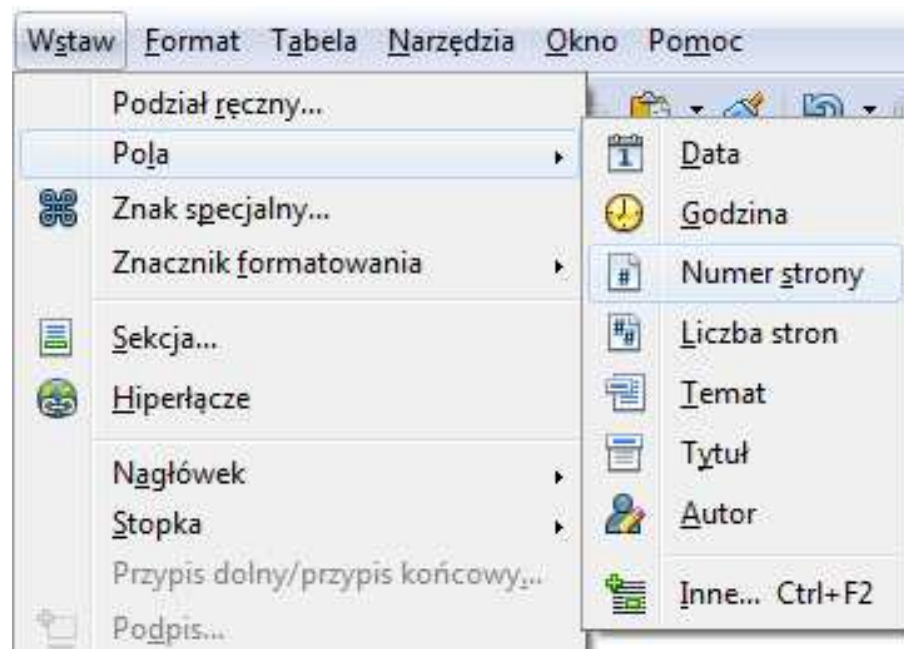 Wstaw Format Tabela Narzędzia Okno Pomoc
Podział ręczny...
Pola
Znak specjalny...
Znacznik formatowania
Sekcja...
Hiperłącze
Nagłówek
Stopka
Przypis dolny/przypis końcowy...
Podpis...
Data
Godzina
Numer strony
Liczba stron
Temat
Tytuł
Autor
Inne... Ctrl+F2